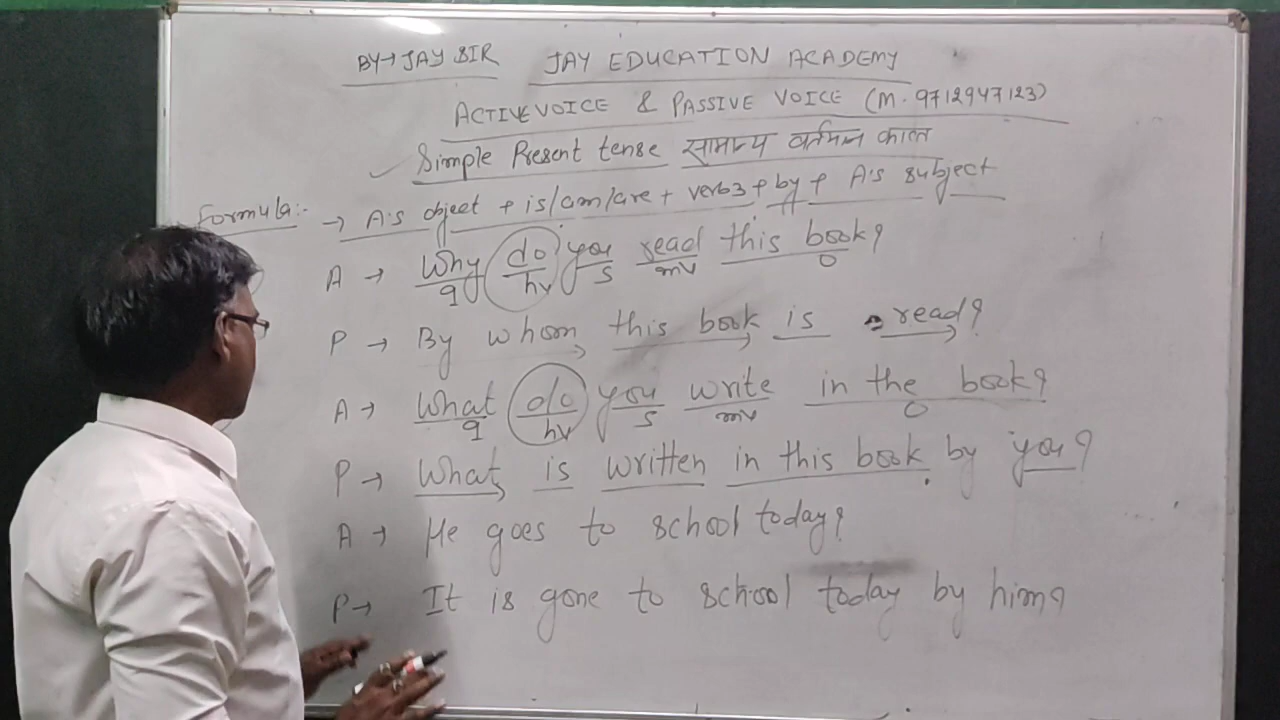 BY→JAY SIR JAY EDUCATION ACADEMY
ACTIVE VOICE & PASSIVE VOICE (M. 9712947123)
Simple Present tense सामान्य वर्तमान काल
Formula:- → A's object + is/am/are + verb3 + by + A's subject
A → Why do you read this book?
q hv s mv o
P → By whom, this book is read?
A → What do you write in the book?
q hv s mv o
P → What is written in this book by you?
A → He goes to school today?
P → It is gone to school today by him?